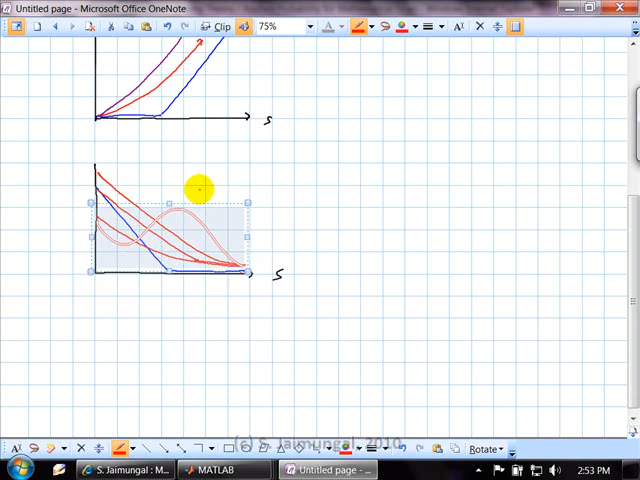 Untitled page - Microsoft Office OneNote
Clip
75%
A
s
s
(c) S. Jaimungal, 2010
Rotate
S. Jaimungal : M...
MATLAB
Untitled page - ...
2:53 PM